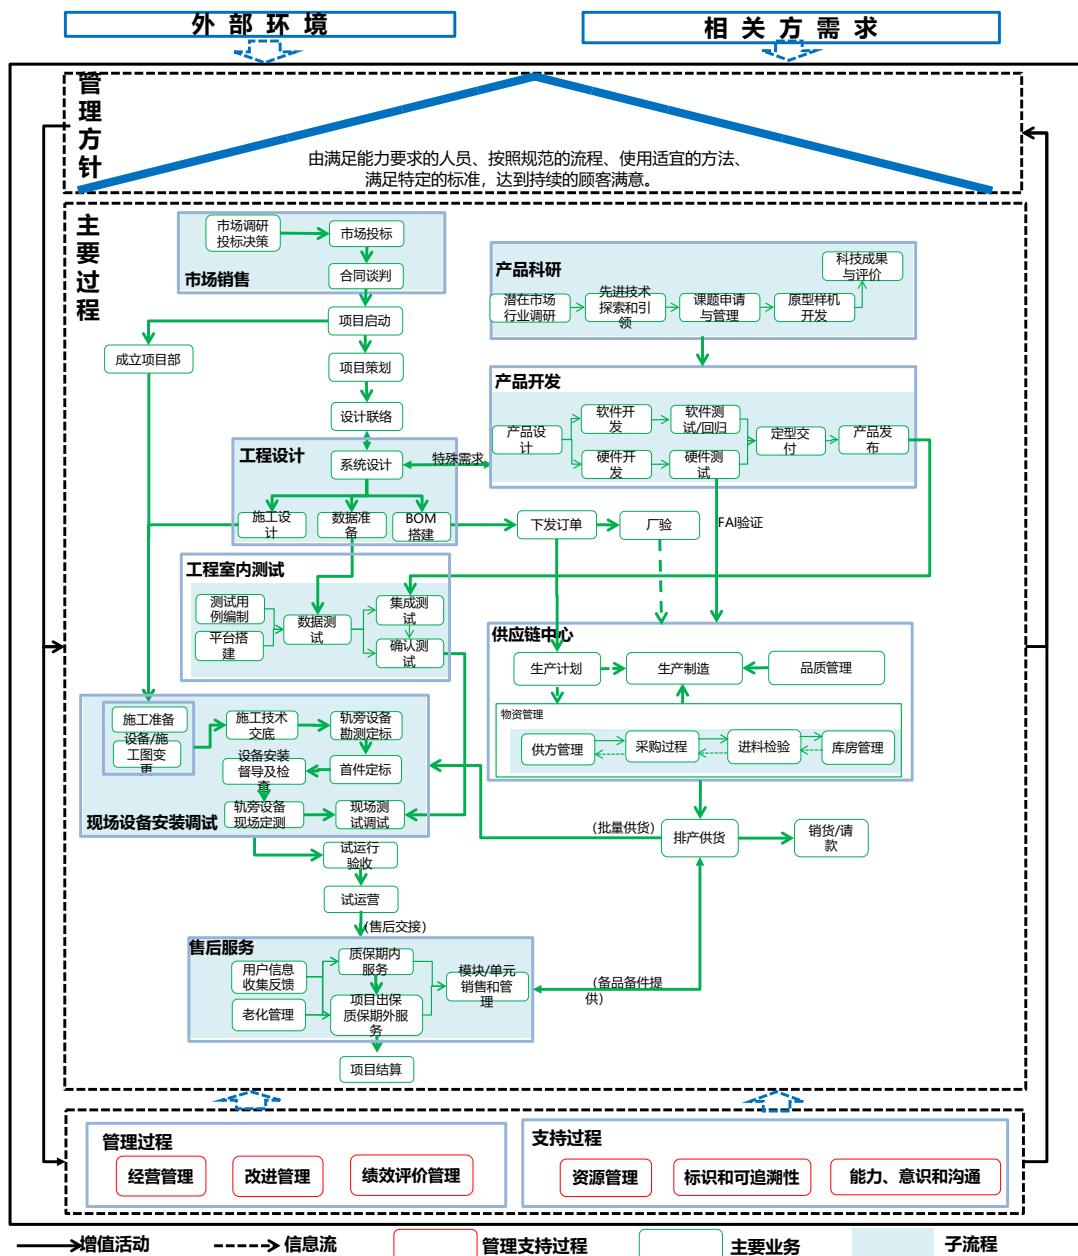 外部环境
相关方需求
管
理
方
针
由满足能力要求的人员、按照规范的流程、使用适宜的方法、
满足特定的标准，达到持续的顾客满意。
主
要
过
程
市场调研
投标决策
市场投标
合同谈判
市场销售
项目启动
成立项目部
项目策划
设计联络
产品科研
潜在市场
行业调研
先进技术
探索和引
领
课题申请
与管理
原型样机
开发
科技成果
与评价
产品开发
产品设
计
软件开
发
软件测
试/回归
硬件开
发
硬件测
试
定型交
付
产品发
布
工程设计
系统设计
特殊需求
施工设
计
数据准
备
BOM
搭建
下发订单
厂验
FAI验证
工程室内测试
测试用
例编制
平台搭
建
数据测
试
集成测
试
确认测
试
供应链中心
生产计划
生产制造
品质管理
物资管理
供方管理
采购过程
进料检验
库房管理
施工准备
设备/施
工图变
更
施工技术
交底
轨旁设备
勘测定标
设备安装
督导及检
查
首件定标
轨旁设备
现场定测
现场测
试调试
现场设备安装调试
(批量供货)
排产供货
销货/请
款
试运行
验收
试运营
(售后交接)
售后服务
用户信息
收集反馈
老化管理
质保期内
服务
项目出保
质保期外服
务
模块/单元
销售和管
理
(备品备件提
供)
项目结算
管理过程
经营管理
改进管理
绩效评价管理
支持过程
资源管理
标识和可追溯性
能力、意识和沟通
增值活动
信息流
管理支持过程
主要业务
子流程